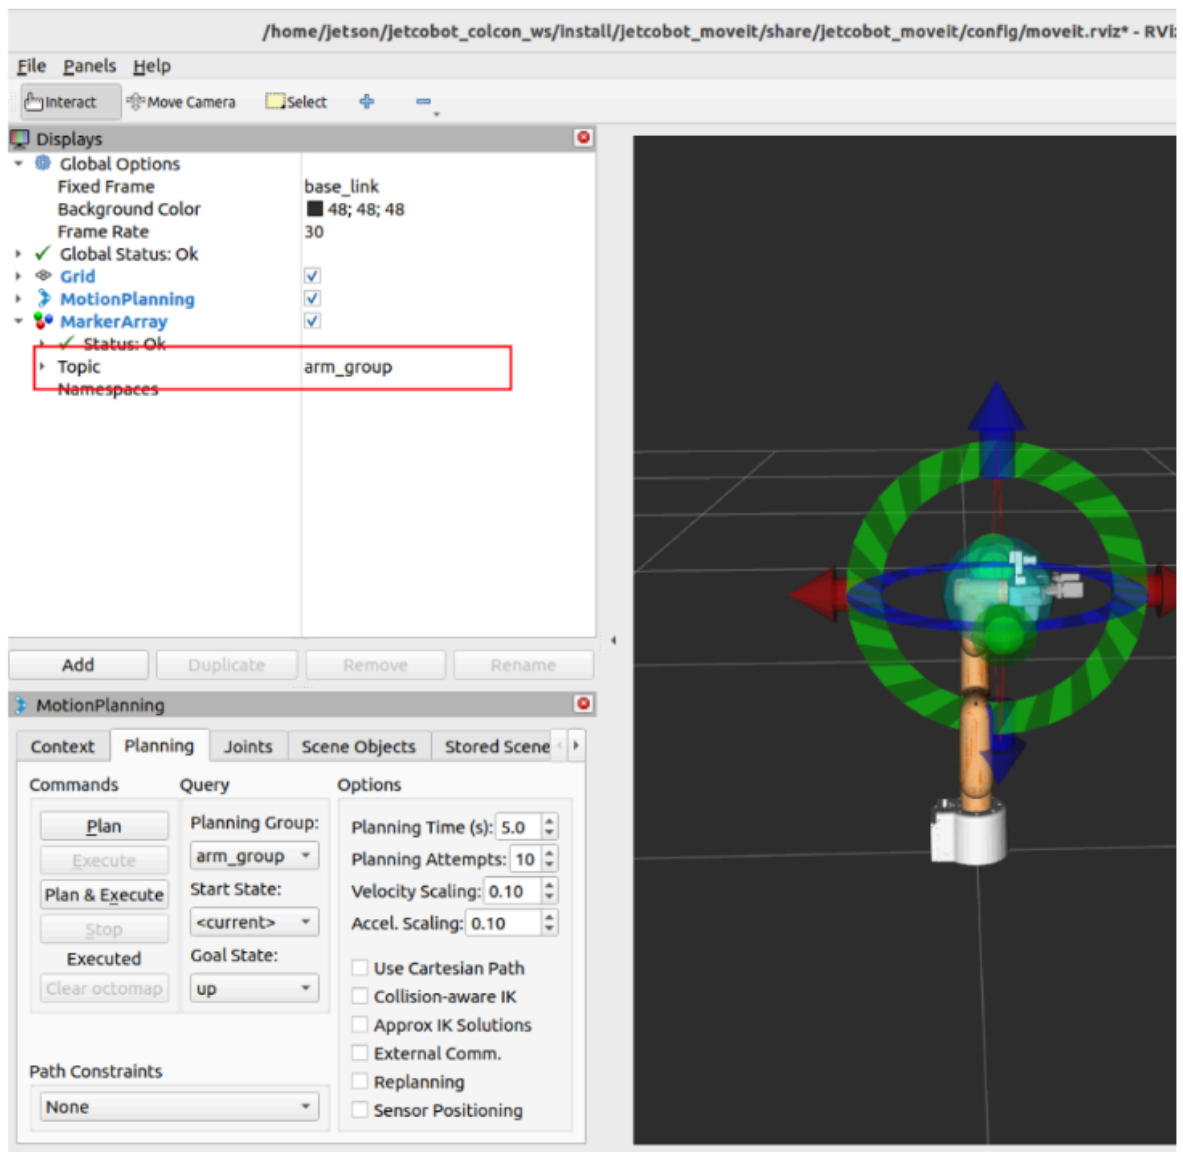 /home/jetson/jetcobot_colcon_ws/install/jetcobot_moveit/share/jetcobot_moveit/config/moveit.rviz* - RVi
File Panels Help
Interact Move Camera Select
Displays
Global Options
Fixed Frame base_link
Background Color 48; 48; 48
Frame Rate 30
Global Status: Ok
Grid
MotionPlanning
MarkerArray
Status: Ok
Topic arm_group
Namespaces
Add Duplicate Remove Rename
MotionPlanning
Context Planning Joints Scene Objects Stored Scene
Commands Query Options
Plan Planning Group: Planning Time (s): 5.0
Execute arm_group Planning Attempts: 10
Plan & Execute Start State: Velocity Scaling: 0.10
Stop <current> Accel. Scaling: 0.10
Executed Goal State: Use Cartesian Path
Clear octomap up Collision-aware IK
Approx IK Solutions
External Comm.
Path Constraints Replanning
None Sensor Positioning